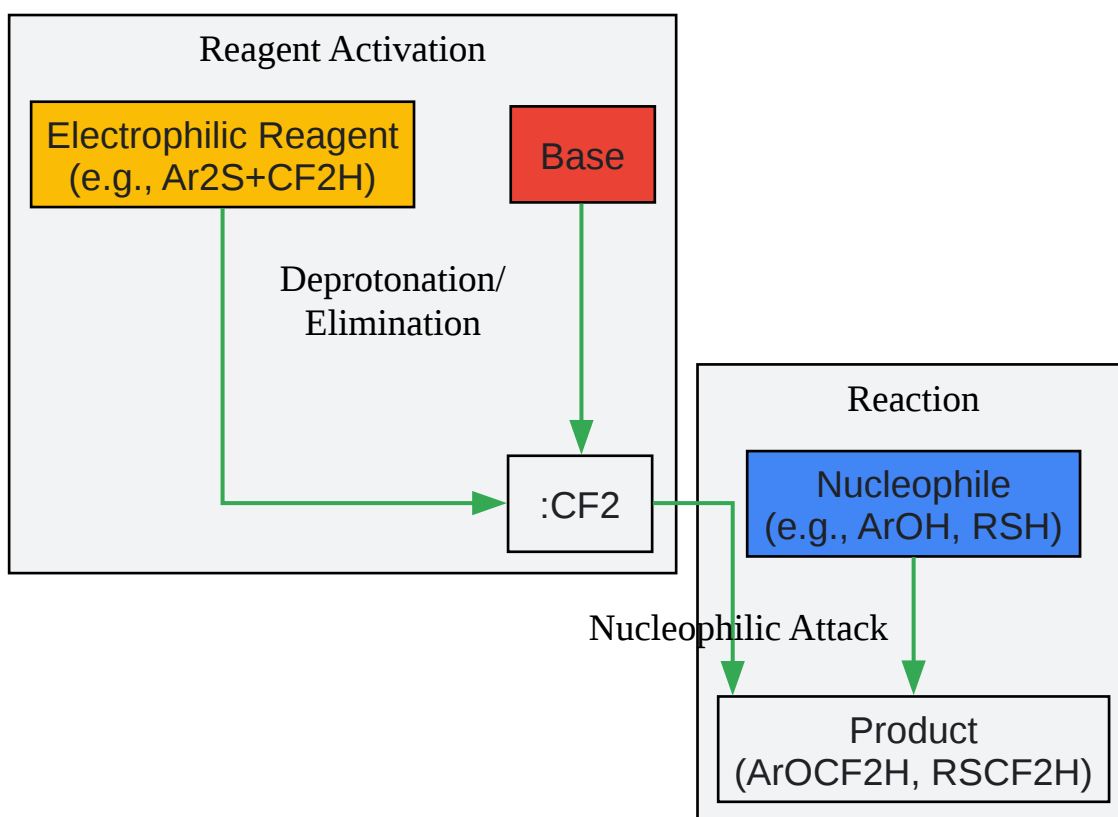 Reagent Activation
Electrophilic Reagent
(e.g., Ar2S+CF2H)
Base
Deprotonation/
Elimination
:CF2
Reaction
Nucleophile
(e.g., ArOH, RSH)
Nucleophilic Attack
Product
(ArOCF2H, RSCF2H)